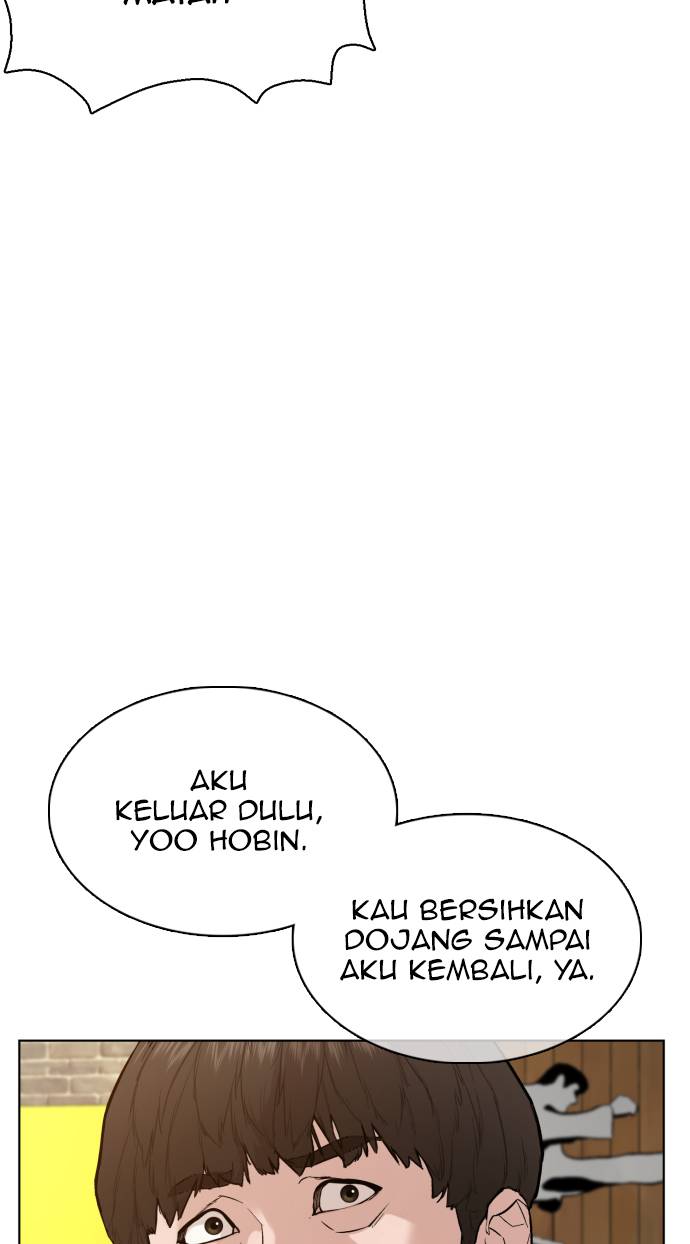 AKU
KELUAR DULU,
YOO HOBIN.
KAU BERSIHKAN
DOJANG SAMPAI
AKU KEMBALI, YA.